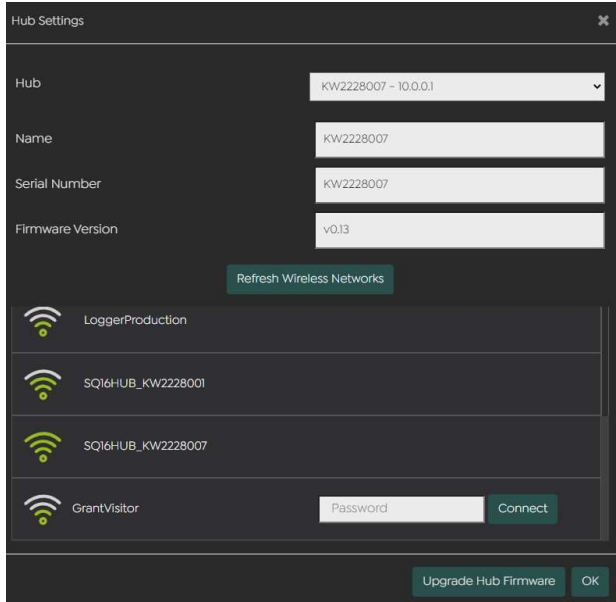 Hub Settings
Hub
KW2228007 - 10.0.0.1
Name
KW2228007
Serial Number
KW2228007
Firmware Version
v0.13
Refresh Wireless Networks
LoggerProduction
SQ16HUB_KW2228001
SQ16HUB_KW2228007
GrantVisitor
Password
Connect
Upgrade Hub Firmware
OK